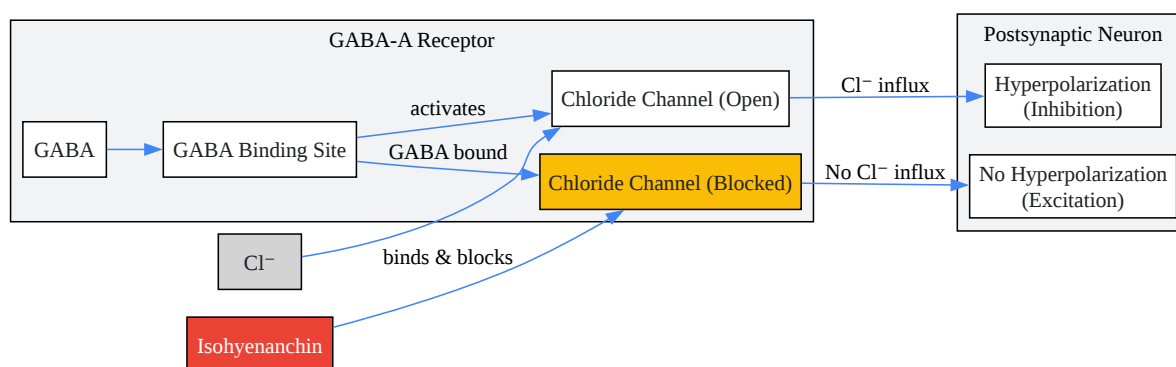 GABA-A Receptor
Postsynaptic Neuron
GABA
GABA Binding Site
activates
GABA bound
Chloride Channel (Open)
Chloride Channel (Blocked)
Cl⁻ influx
No Cl⁻ influx
Hyperpolarization
(Inhibition)
No Hyperpolarization
(Excitation)
Cl⁻
binds & blocks
Isohyenanchin